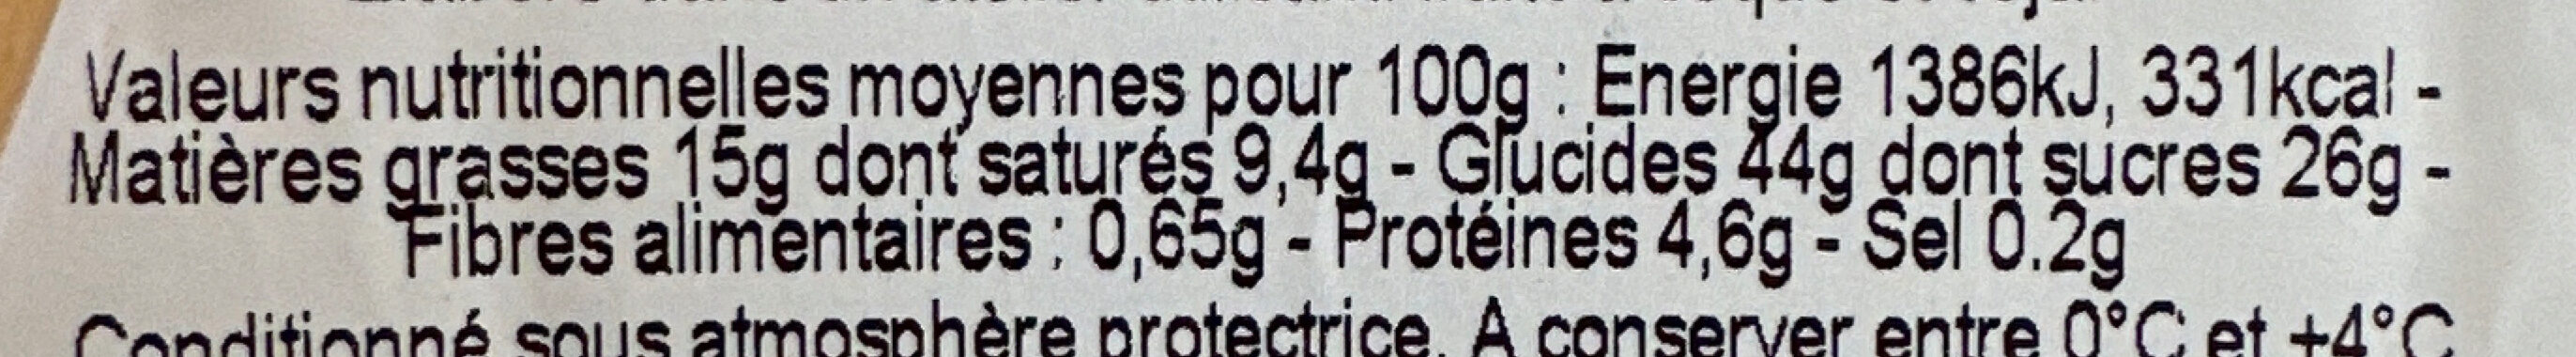 Valeurs nutritionnelles moyennes pour 100g : Energie 1386kJ, 331kcal -
Matières grasses 15g dont saturés 9,4g - Glucides 44g dont sucres 26g -
Fibres alimentaires : 0,65g - Protéines 4,6g - Sel 0.2g
Conditionné sous atmosphère protectrice. A conserver entre 0°C et +4°C